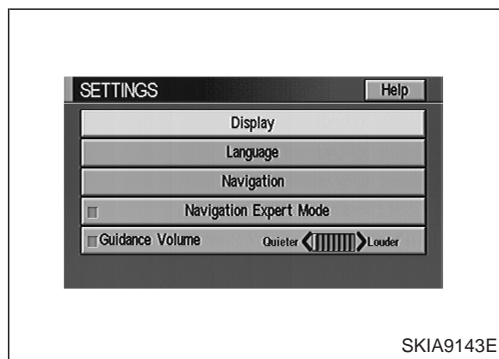 SETTINGS Help
Display
Language
Navigation
Navigation Expert Mode
Guidance Volume Quieter Louder
SKIA9143E